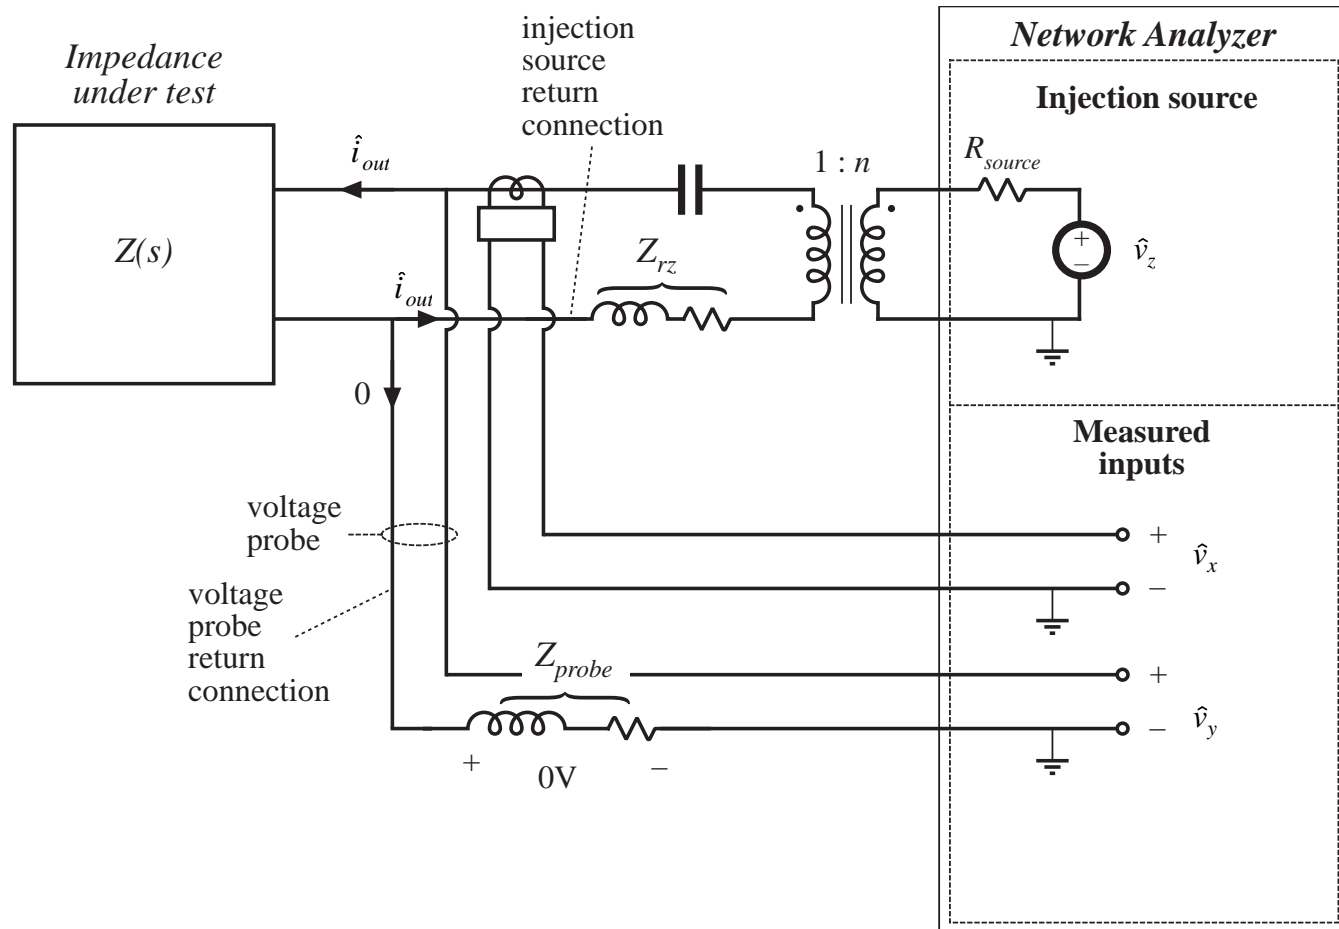 Impedance
under test
Z(s)
î_out
î_out
0
injection
source
return
connection
Z_rz
1 : n
Network Analyzer
Injection source
R_source
+
–
v̂_z
Measured
inputs
+
v̂_x
–
+
v̂_y
–
voltage
probe
voltage
probe
return
connection
Z_probe
+
0V
–